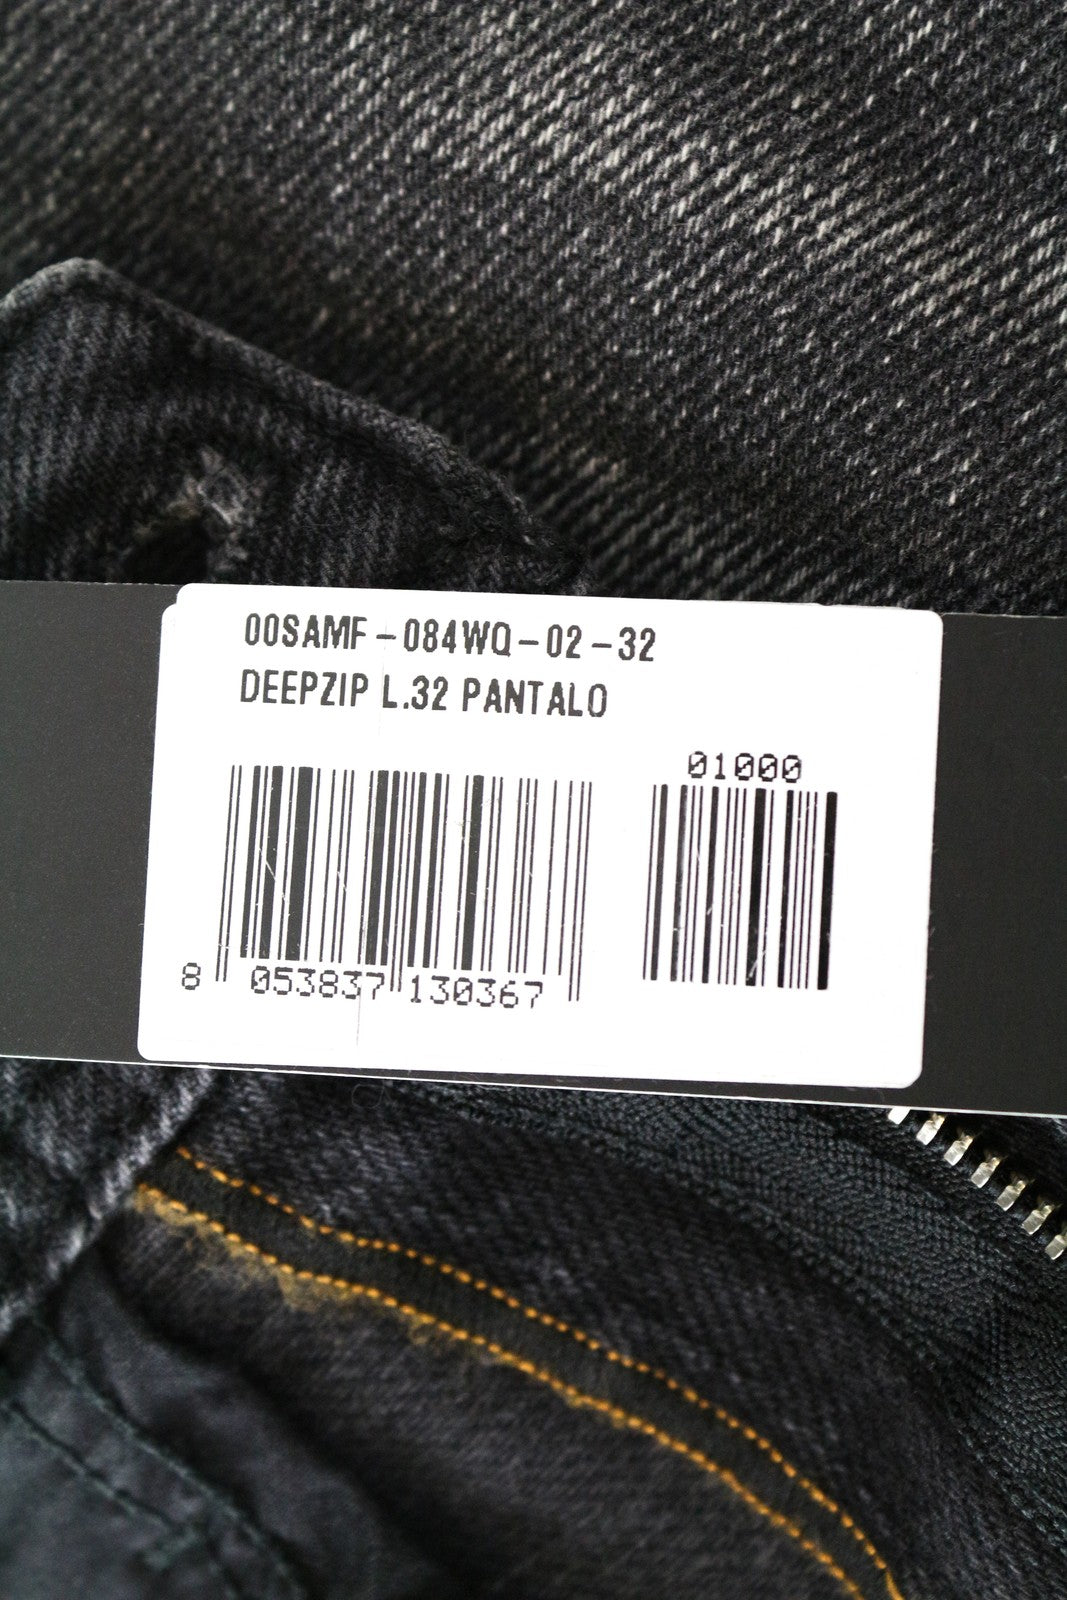 00SAMF-084WQ-02-32
DEEPZIP L.32 PANTALO
01000
8 053837 130367